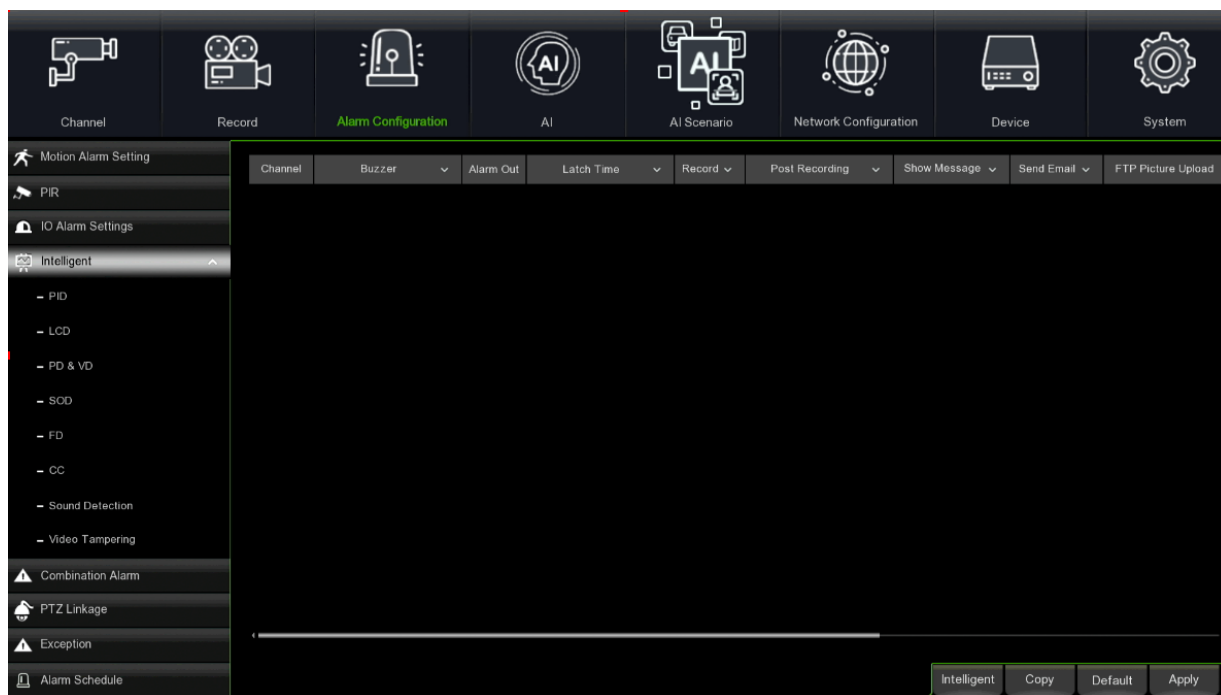 AI
AI
Channel
Record
Alarm Configuration
AI
AI Scenario
Network Configuration
Device
System
Motion Alarm Setting
PIR
IO Alarm Settings
Intelligent
– PID
– LCD
– PD & VD
– SOD
– FD
– CC
– Sound Detection
– Video Tampering
Combination Alarm
PTZ Linkage
Exception
Alarm Schedule
Channel Buzzer Alarm Out Latch Time Record Post Recording Show Message Send Email FTP Picture Upload
Intelligent Copy Default Apply